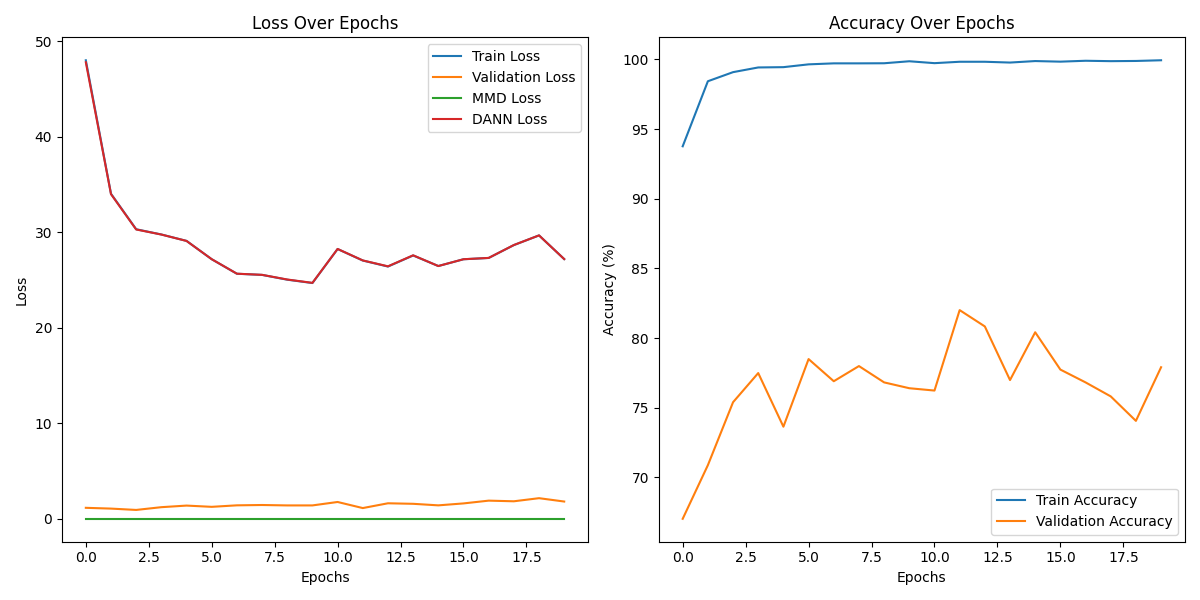 Loss Over Epochs
50
40
30
20
10
0
Loss
0.0 2.5 5.0 7.5 10.0 12.5 15.0 17.5
Epochs
Train Loss
Validation Loss
MMD Loss
DANN Loss
Accuracy Over Epochs
100
95
90
85
80
75
70
Accuracy (%)
0.0 2.5 5.0 7.5 10.0 12.5 15.0 17.5
Epochs
Train Accuracy
Validation Accuracy